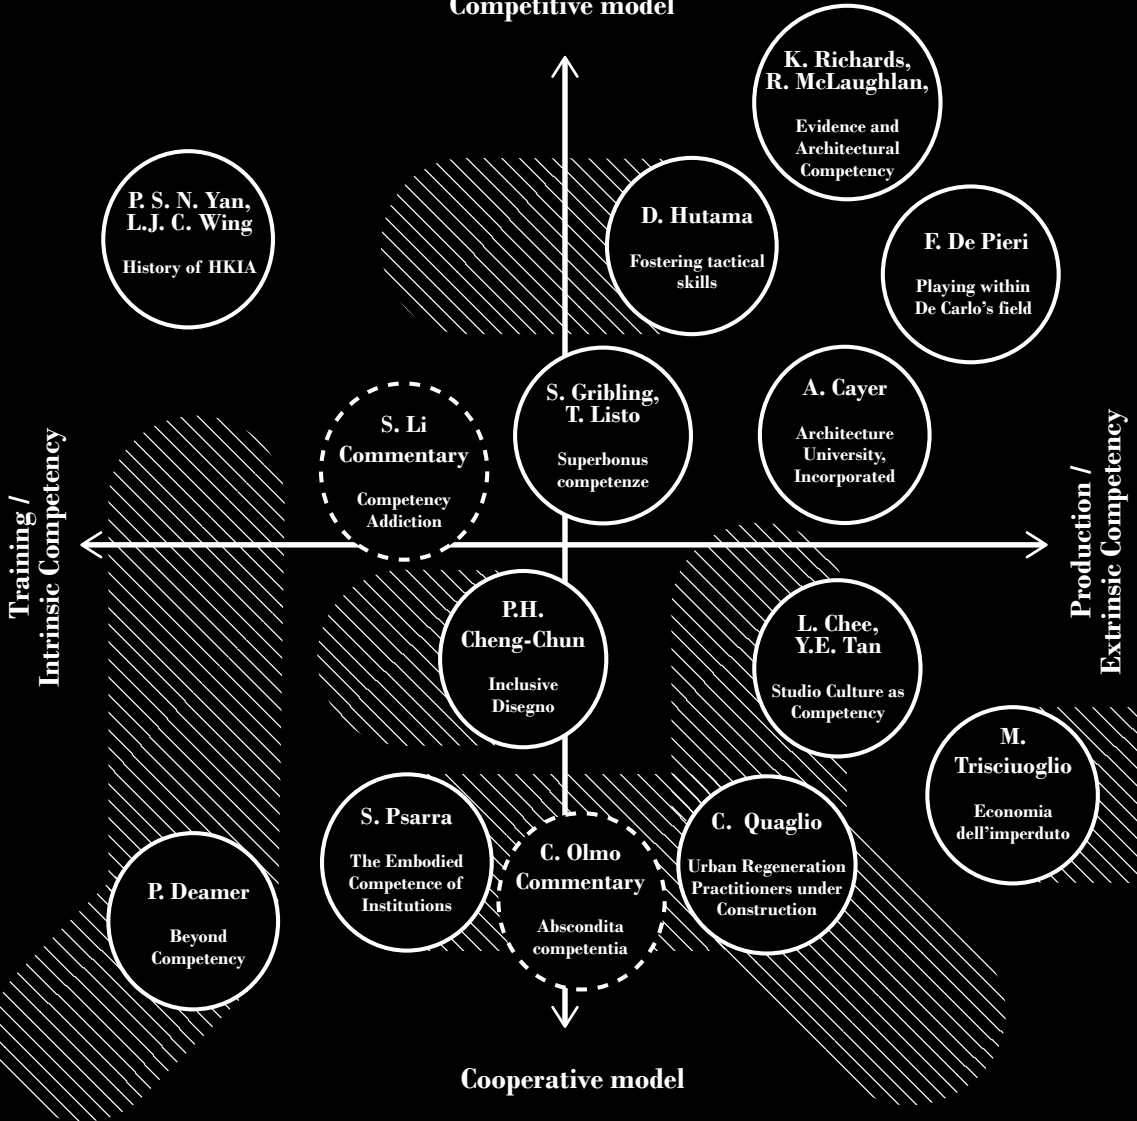 Competitive model
K. Richards,
R. McLaughlan,
Evidence and
Architectural
Competency
P. S. N. Yan,
L.J. C. Wing
History of HKIA
D. Hutama
Fostering tactical
skills
F. De Pieri
Playing within
De Carlo's field
S. Gribling,
T. Listo
Superbonus
competenze
A. Cayer
Architecture
University,
Incorporated
S. Li
Commentary
Competency
Addiction
Training /
Intrinsic Competency
Production /
Extrinsic Competency
P.H.
Cheng-Chun
Inclusive
Disegno
L. Chee,
Y.E. Tan
Studio Culture as
Competency
M.
Trisciuoglio
Economia
dell'imperduto
S. Psarra
The Embodied
Competence of
Institutions
C. Olmo
Commentary
Abscondita
competentia
C. Quaglio
Urban Regeneration
Practitioners under
Construction
P. Deamer
Beyond
Competency
Cooperative model